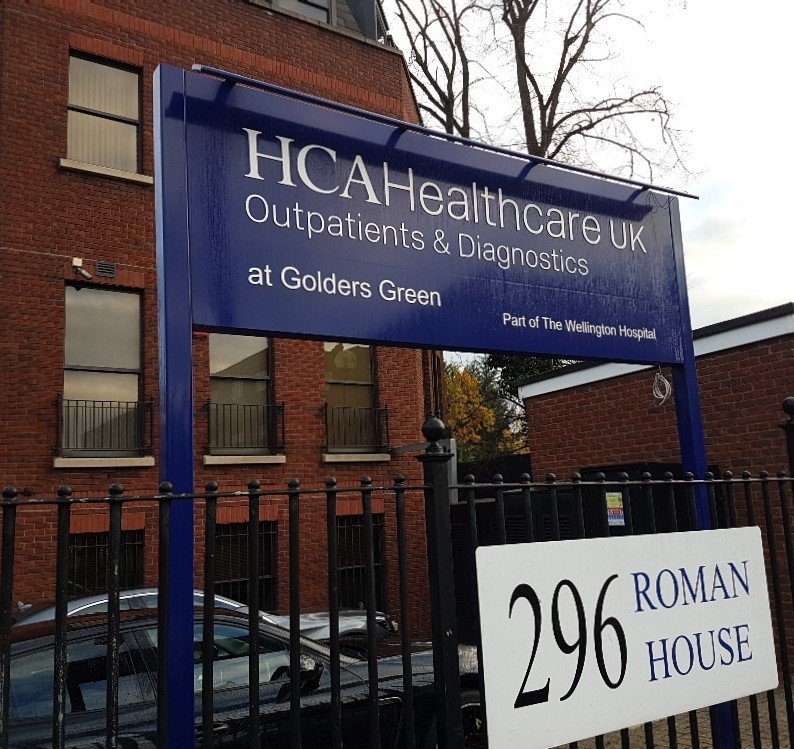 HCAHealthcare UK
Outpatients & Diagnostics
at Golders Green
Part of The Wellington Hospital
296 ROMAN
HOUSE